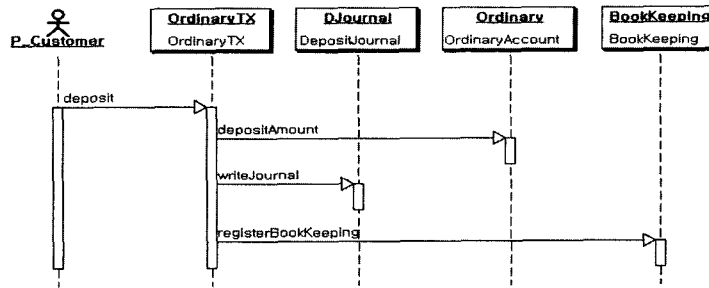 P_Customer
OrdinaryTX
OrdinaryTX
DJournal
DepositJournal
Ordinary
OrdinaryAccount
BookKeeping
BookKeeping
deposit
depositAmount
writeJournal
registerBookKeeping